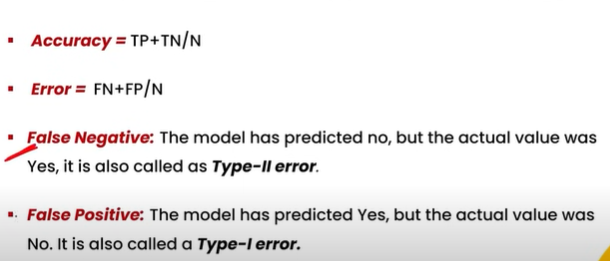 Accuracy = TP+TN/N
Error = FN+FP/N
False Negative: The model has predicted no, but the actual value was
Yes, it is also called as Type-II error.
False Positive: The model has predicted Yes, but the actual value was
No. It is also called a Type-I error.